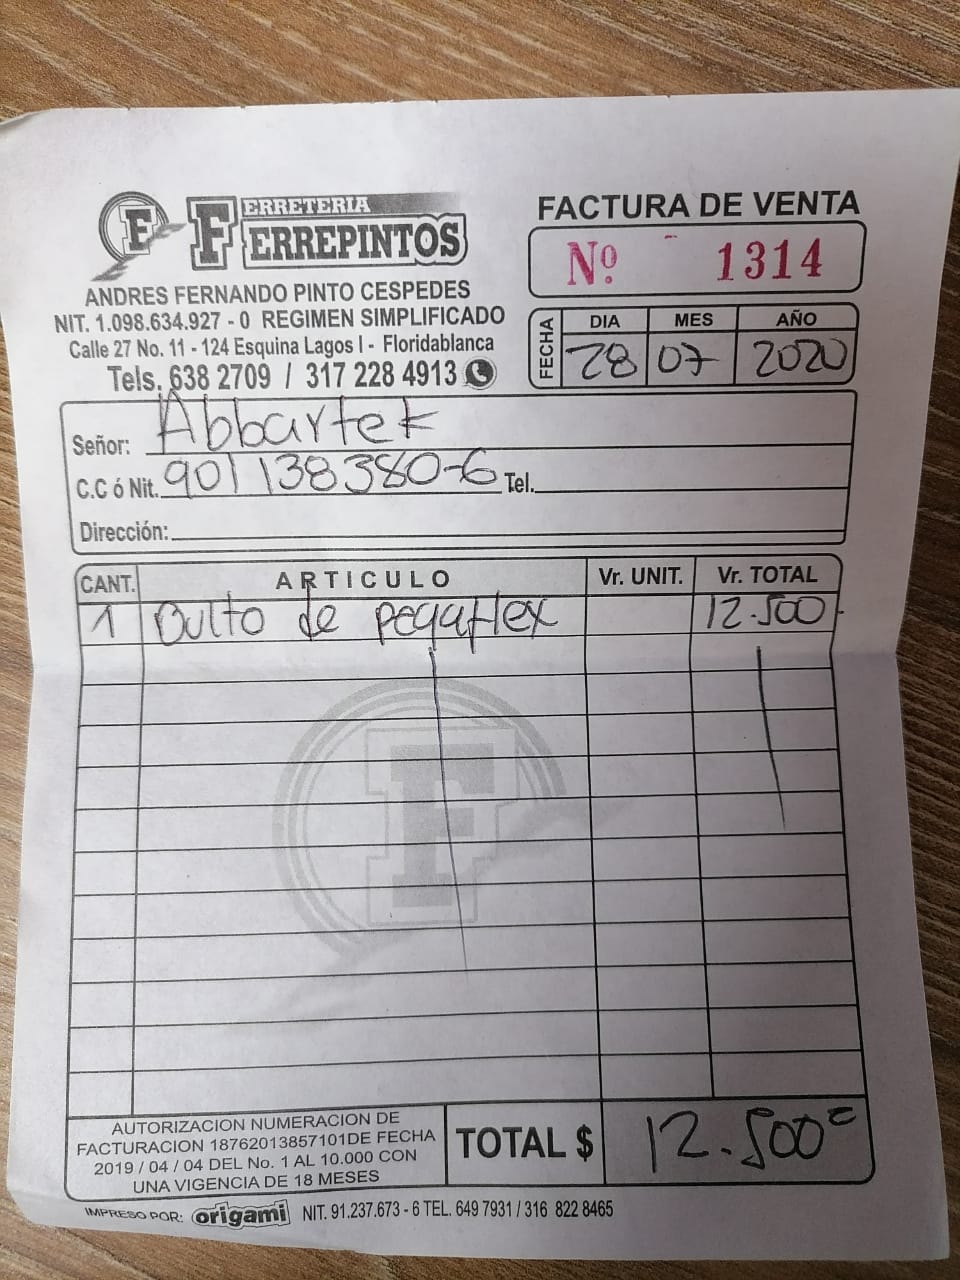 FERRETERIA
FERREPINTOS
ANDRES FERNANDO PINTO CESPEDES
NIT. 1.098.634.927 - 0 REGIMEN SIMPLIFICADO
Calle 27 No. 11 - 124 Esquina Lagos I - Floridablanca
Tels. 638 2709 / 317 228 4913
FACTURA DE VENTA
Nº 1314
FECHA
DIA MES AÑO
28 07 2020
Señor: Abbartek
C.C ó Nit. 901138380-6 Tel.
Dirección:
CANT. ARTICULO Vr. UNIT. Vr. TOTAL
1 Bulto de pegaflex 12.500
AUTORIZACION NUMERACION DE
FACTURACION 18762013857101DE FECHA
2019 / 04 / 04 DEL No. 1 AL 10.000 CON
UNA VIGENCIA DE 18 MESES
TOTAL $ 12.500
IMPRESO POR: origami NIT. 91.237.673 - 6 TEL. 649 7931 / 316 822 8465